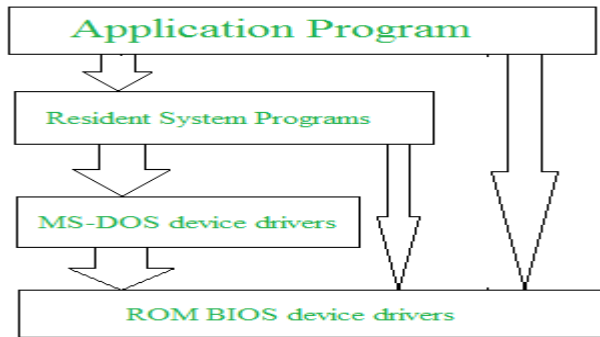 Application Program
Resident System Programs
MS-DOS device drivers
ROM BIOS device drivers